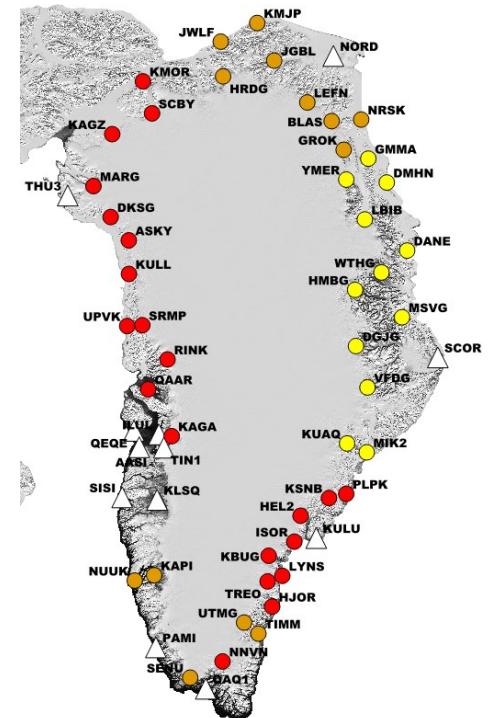 KMJP
JWLF
JGBL
NORD
KMOR
HRDG
LEFN
SCBY
BLAS
NRSK
KAGZ
GROK
GMMA
YMER
MARG
THU3
DMHN
DKSG
LBIB
ASKY
DANE
KULL
WTHG
HMBG
MSVG
UPVK
SRMP
DGJG
SCOR
RINK
QAAR
VFDG
ILUL
KAGA
QEQE
KUAQ
AASI
TIN1
MIK2
PLPK
SISI
KLSQ
KSNB
HEL2
KULU
ISOR
KBUG
NUUK
KAPI
LYNS
TREO
HJOR
UTMG
TIMM
PAMI
NNVN
SENU
QAQ1